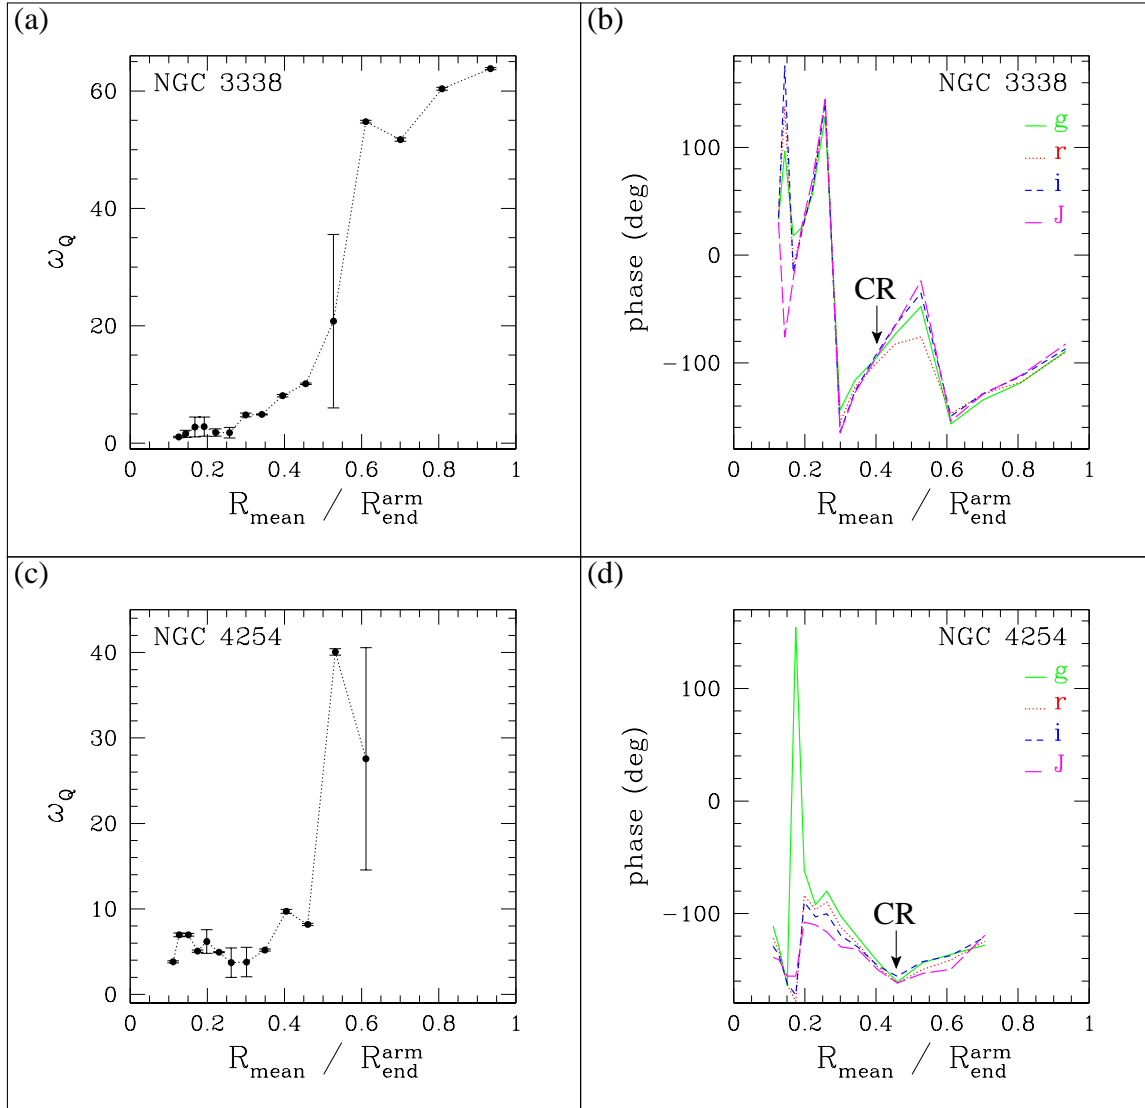 (a)
NGC 3338
60
40
20
0
ω_Q
0 0.2 0.4 0.6 0.8 1
R_mean / R_end^arm
(b)
NGC 3338
g
r
i
J
100
0
−100
phase (deg)
CR
0 0.2 0.4 0.6 0.8 1
R_mean / R_end^arm
(c)
NGC 4254
40
30
20
10
0
ω_Q
0 0.2 0.4 0.6 0.8 1
R_mean / R_end^arm
(d)
NGC 4254
g
r
i
J
100
0
−100
phase (deg)
CR
0 0.2 0.4 0.6 0.8 1
R_mean / R_end^arm